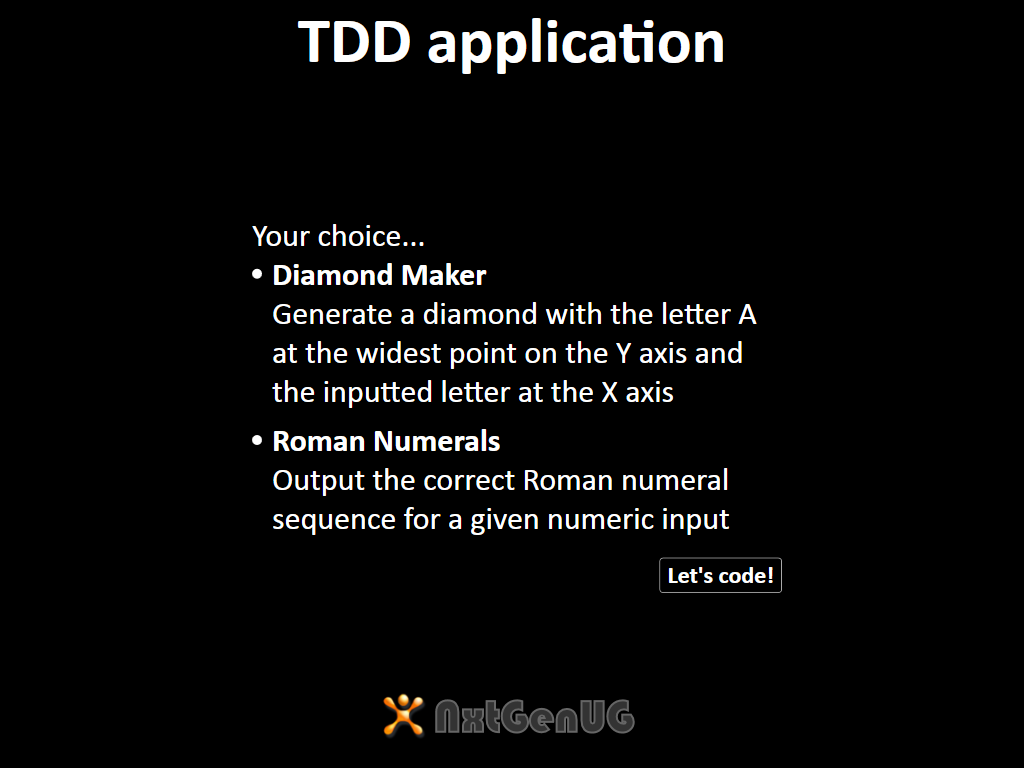 TDD application
Your choice...
• Diamond Maker
Generate a diamond with the letter A
at the widest point on the Y axis and
the inputted letter at the X axis
• Roman Numerals
Output the correct Roman numeral
sequence for a given numeric input
Let's code!
NxtGenUG